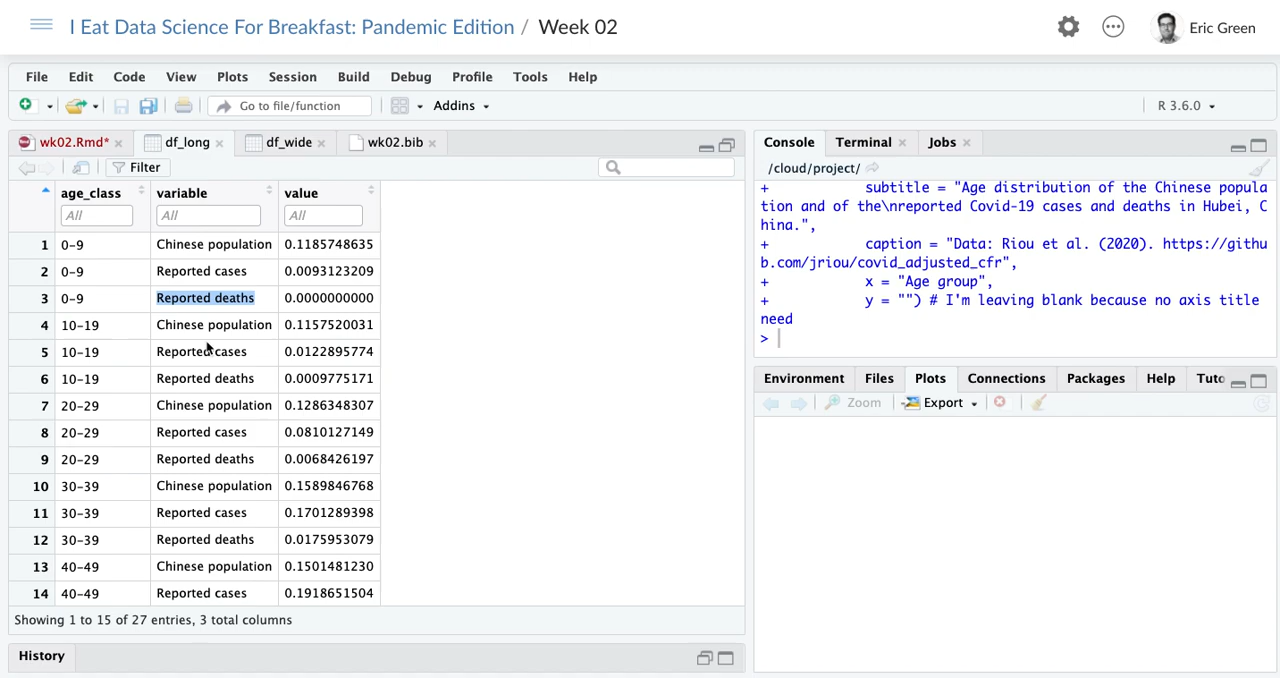 I Eat Data Science For Breakfast: Pandemic Edition / Week 02
Eric Green
File Edit Code View Plots Session Build Debug Profile Tools Help
Go to file/function Addins R 3.6.0
wk02.Rmd* df_long df_wide wk02.bib
Filter
age_class variable value
All All All
1 0-9 Chinese population 0.1185748635
2 0-9 Reported cases 0.0093123209
3 0-9 Reported deaths 0.0000000000
4 10-19 Chinese population 0.1157520031
5 10-19 Reported cases 0.0122895774
6 10-19 Reported deaths 0.0009775171
7 20-29 Chinese population 0.1286348307
8 20-29 Reported cases 0.0810127149
9 20-29 Reported deaths 0.0068426197
10 30-39 Chinese population 0.1589846768
11 30-39 Reported cases 0.1701289398
12 30-39 Reported deaths 0.0175953079
13 40-49 Chinese population 0.1501481230
14 40-49 Reported cases 0.1918651504
Showing 1 to 15 of 27 entries, 3 total columns
History
Console Terminal Jobs
/cloud/project/
+ subtitle = "Age distribution of the Chinese popula
tion and of the\nreported Covid-19 cases and deaths in Hubei, C
hina.",
+ caption = "Data: Riou et al. (2020). https://githu
b.com/jriou/covid_adjusted_cfr",
+ x = "Age group",
+ y = "") # I'm leaving blank because no axis title
need
>
Environment Files Plots Connections Packages Help Tuto
Zoom Export